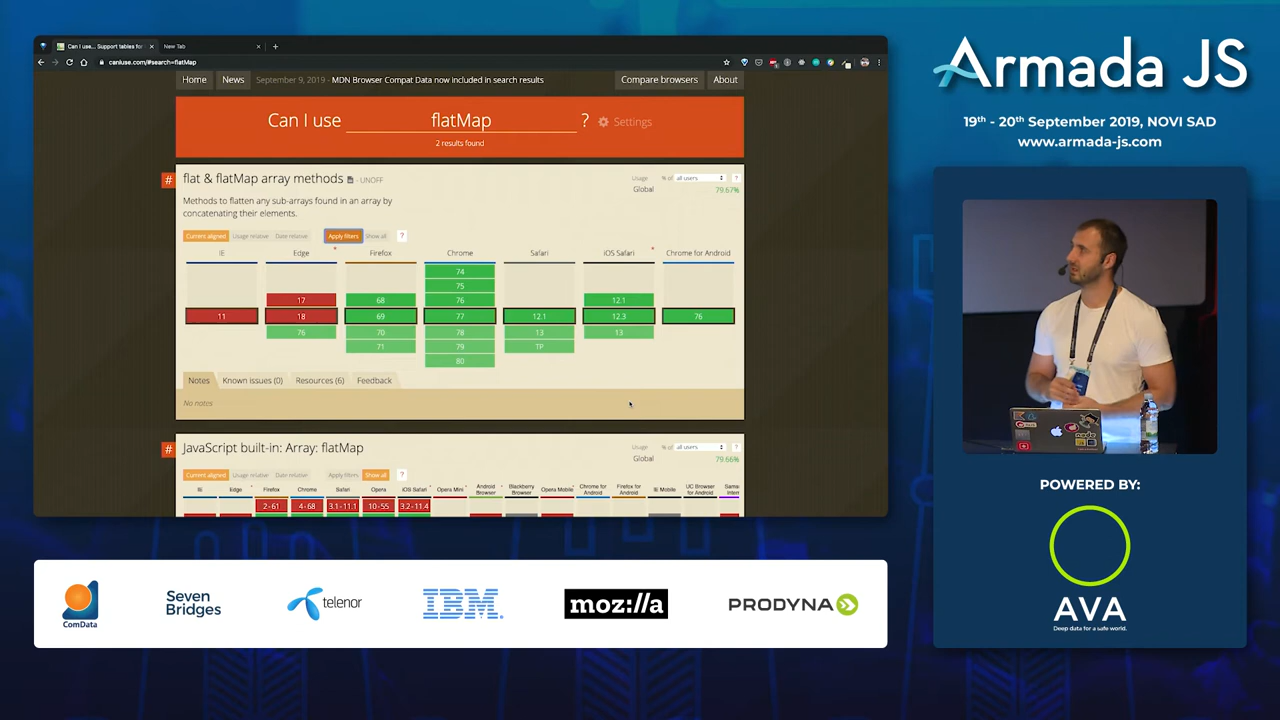 Can I use... Support tables for
New Tab
caniuse.com/#search=flatMap
Home
News
September 9, 2019 - MDN Browser Compat Data now included in search results
Compare browsers
About
Can I use flatMap ? Settings
2 results found
# flat & flatMap array methods - UNOFF
Usage % of all users ?
Global 79.67%
Methods to flatten any sub-arrays found in an array by
concatenating their elements.
Current aligned Usage relative Date relative Apply filters Show all ?
IE Edge Firefox Chrome Safari iOS Safari Chrome for Android
74
75
17 68 76 12.1
11 18 69 77 12.1 12.3 76
76 70 78 13 13
71 79 TP
80
Notes Known issues (0) Resources (6) Feedback
No notes
# JavaScript built-in: Array: flatMap
Usage % of all users ?
Global 79.66%
Current aligned Usage relative Date relative Apply filters Show all ?
IE Edge Firefox Chrome Safari Opera iOS Safari Opera Mini Android Browser Blackberry Browser Opera Mobile Chrome for Android Firefox for Android IE Mobile UC Browser for Android
2-61 4-68 3.1-11.1 10-55 3.2-11.4
Armada JS
19th - 20th September 2019, NOVI SAD
www.armada-js.com
node
POWERED BY:
AVA
Deep data for a safe world.
ComData
Seven
Bridges
telenor
IBM
moz://a
PRODYNA